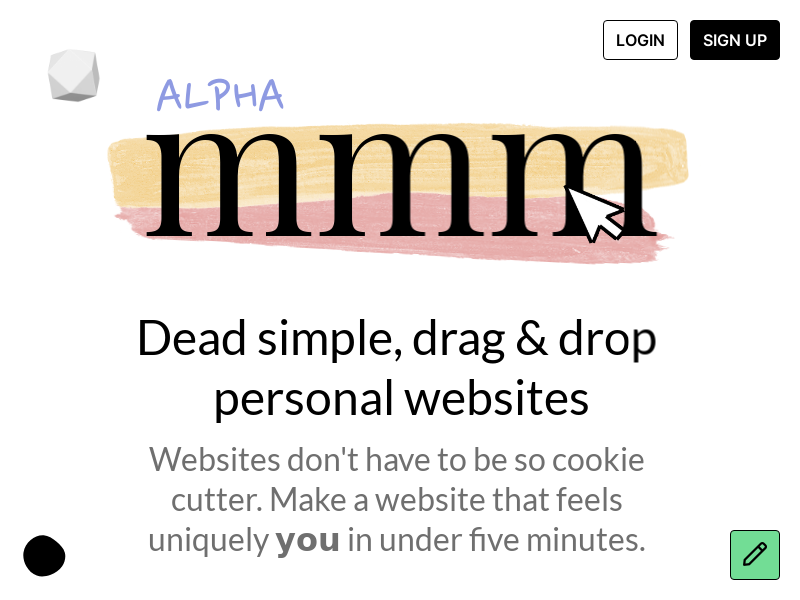 LOGIN SIGN UP
ALPHA
mmm
Dead simple, drag & drop
personal websites
Websites don't have to be so cookie
cutter. Make a website that feels
uniquely you in under five minutes.